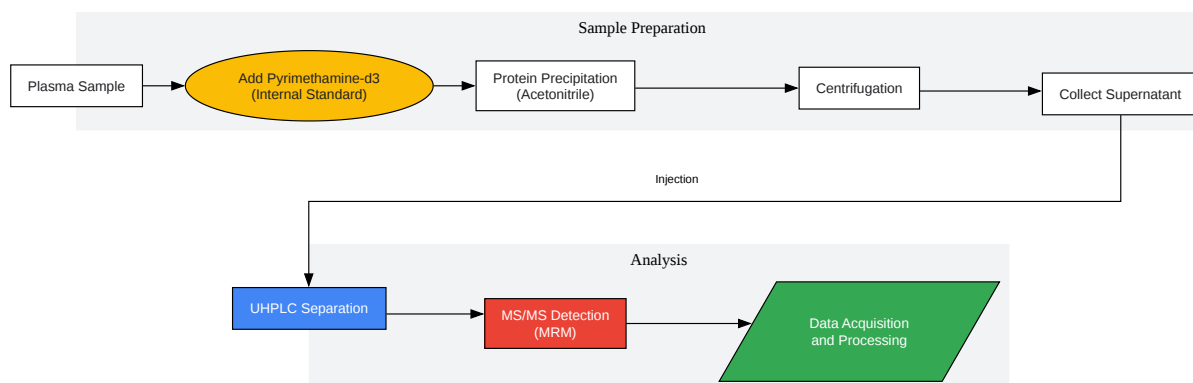 Sample Preparation
Plasma Sample
Add Pyrimethamine-d3
(Internal Standard)
Protein Precipitation
(Acetonitrile)
Centrifugation
Collect Supernatant
Injection
Analysis
UHPLC Separation
MS/MS Detection
(MRM)
Data Acquisition
and Processing